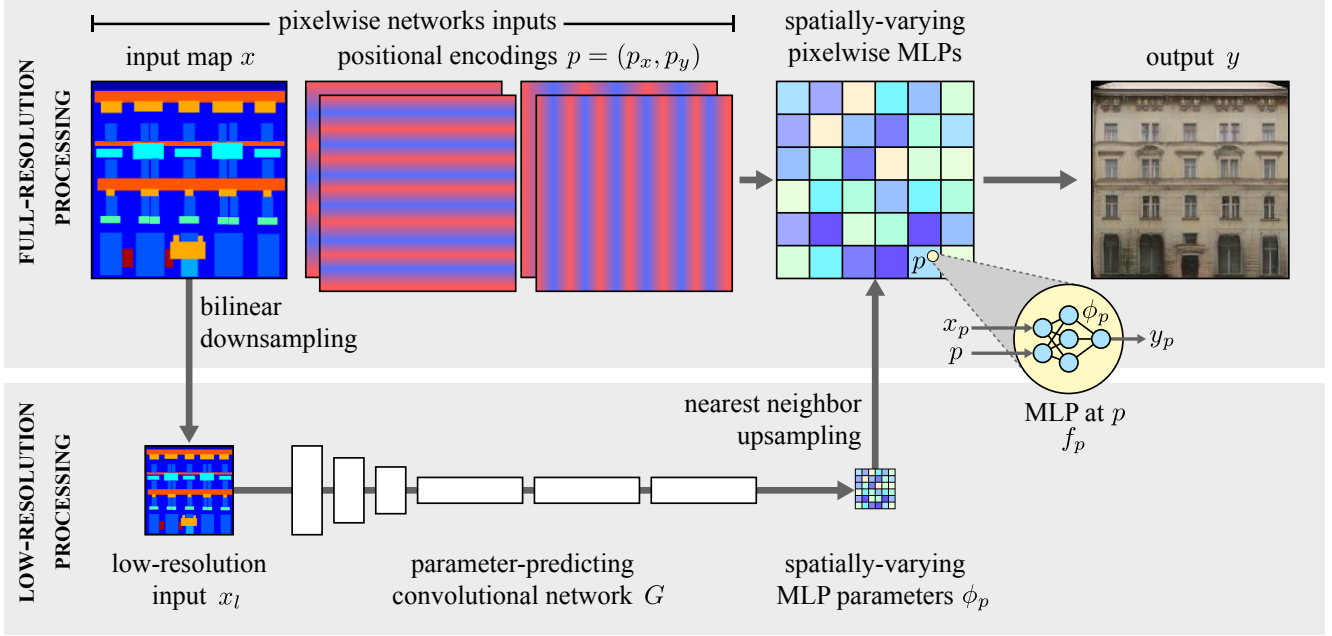 FULL-RESOLUTION
PROCESSING
pixelwise networks inputs
input map x
positional encodings p = (p_x, p_y)
spatially-varying
pixelwise MLPs
output y
p
bilinear
downsampling
x_p
p
ϕ_p
y_p
MLP at p
f_p
LOW-RESOLUTION
PROCESSING
nearest neighbor
upsampling
low-resolution
input x_l
parameter-predicting
convolutional network G
spatially-varying
MLP parameters ϕ_p